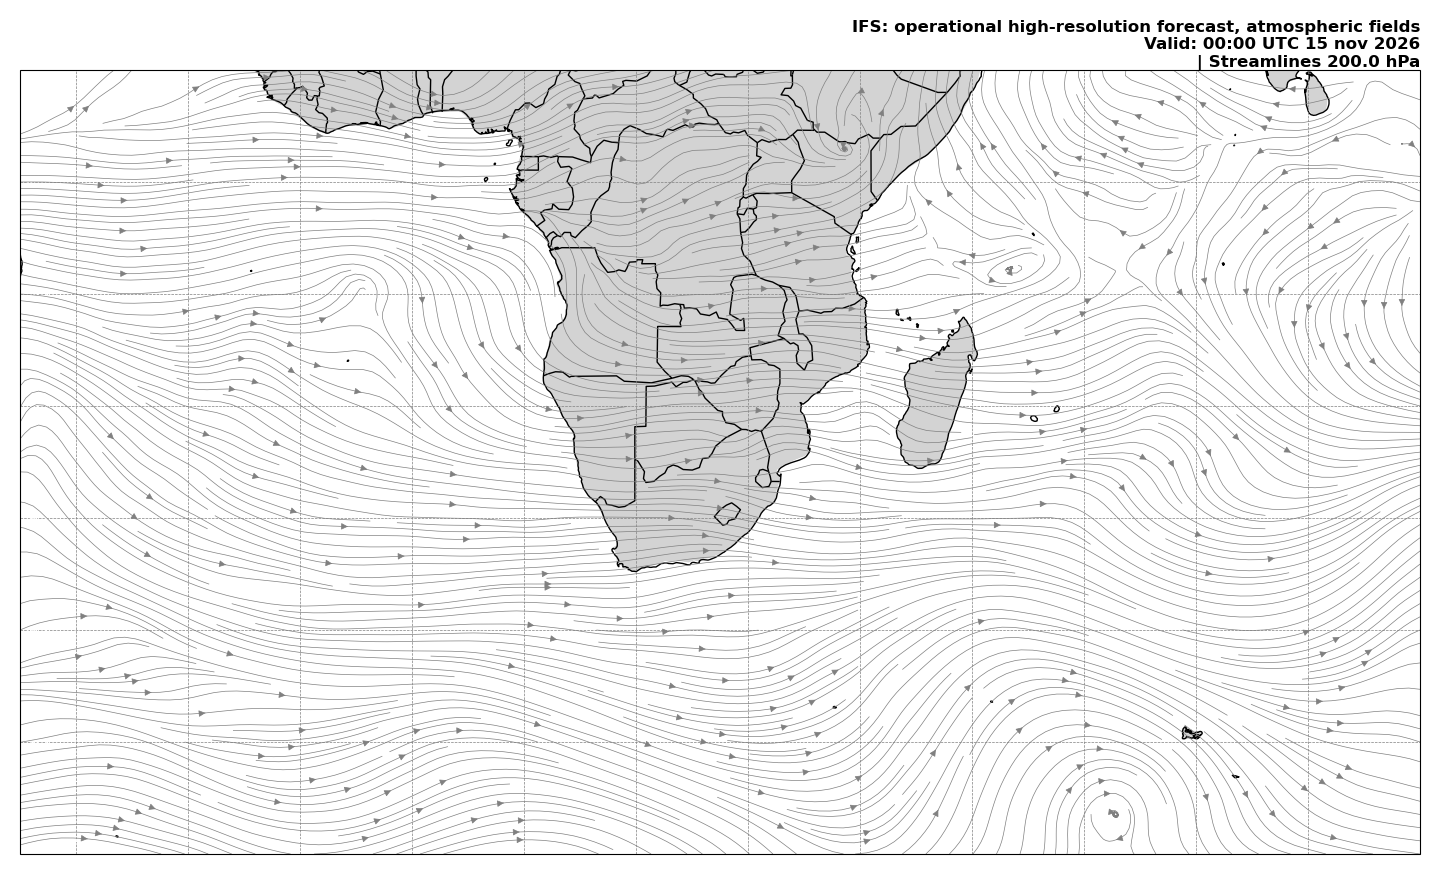 IFS: operational high-resolution forecast, atmospheric fields
Valid: 00:00 UTC 15 nov 2026
| Streamlines 200.0 hPa